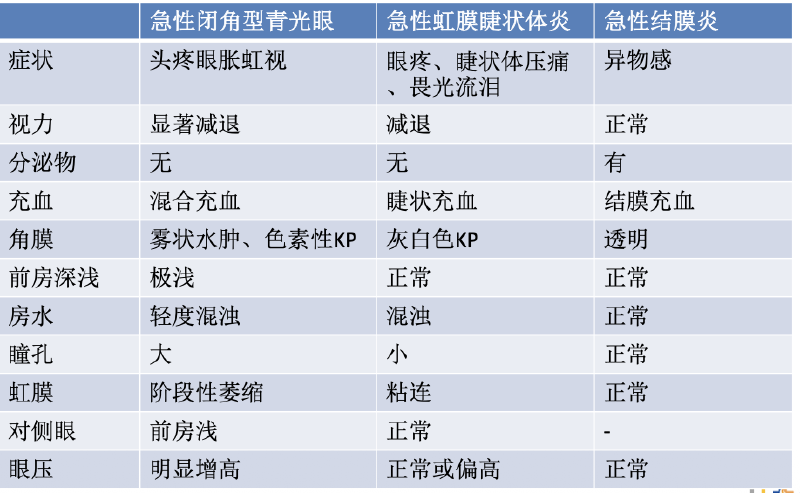 急性闭角型青光眼 急性虹膜睫状体炎 急性结膜炎
症状 头疼眼胀虹视 眼疼、睫状体压痛、畏光流泪 异物感
视力 显著减退 减退 正常
分泌物 无 无 有
充血 混合充血 睫状充血 结膜充血
角膜 雾状水肿、色素性KP 灰白色KP 透明
前房深浅 极浅 正常 正常
房水 轻度混浊 混浊 正常
瞳孔 大 小 正常
虹膜 阶段性萎缩 粘连 正常
对侧眼 前房浅 正常 -
眼压 明显增高 正常或偏高 正常